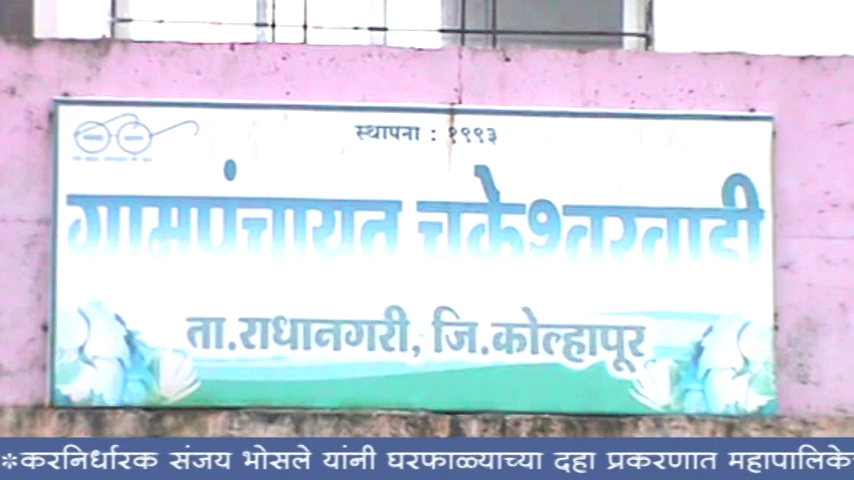 स्थापना : १९९३
ग्रामपंचायत चक्रेश्वरवाडी
ता.राधानगरी, जि.कोल्हापूर
*करनिर्धारक संजय भोसले यांनी घरफाळ्याच्या दहा प्रकरणात महापालिके